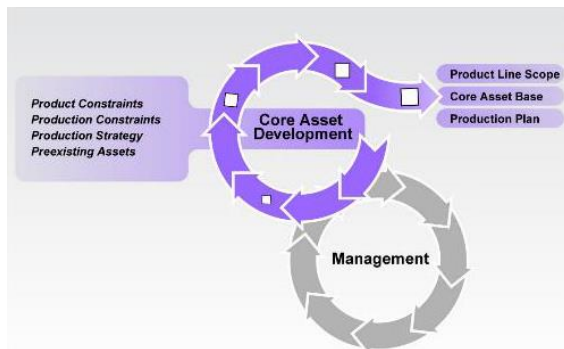 Product Constraints
Production Constraints
Production Strategy
Preexisting Assets
Core Asset
Development
Product Line Scope
Core Asset Base
Production Plan
Management